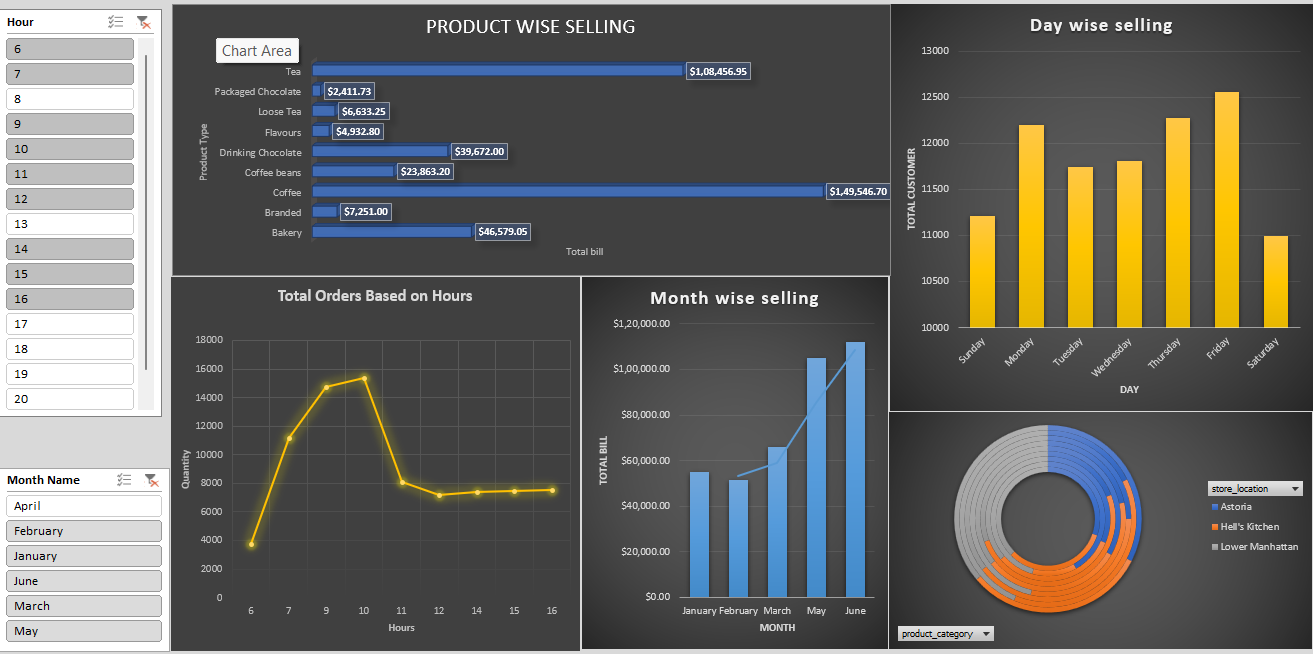 Hour
6
7
8
9
10
11
12
13
14
15
16
17
18
19
20
Month Name
April
February
January
June
March
May
PRODUCT WISE SELLING
Chart Area
Product Type
Tea
$1,08,456.95
Packaged Chocolate
$2,411.73
Loose Tea
$6,633.25
Flavours
$4,932.80
Drinking Chocolate
$39,672.00
Coffee beans
$23,863.20
Coffee
$1,49,546.70
Branded
$7,251.00
Bakery
$46,579.05
Total bill
Day wise selling
TOTAL CUSTOMER
13000
12500
12000
11500
11000
10500
10000
Sunday
Monday
Tuesday
Wednesday
Thursday
Friday
Saturday
DAY
Total Orders Based on Hours
Quantity
18000
16000
14000
12000
10000
8000
6000
4000
2000
0
6 7 9 10 11 12 14 15 16
Hours
Month wise selling
TOTAL BILL
$1,20,000.00
$1,00,000.00
$80,000.00
$60,000.00
$40,000.00
$20,000.00
$0.00
January February March May June
MONTH
store_location
Astoria
Hell's Kitchen
Lower Manhattan
product_category